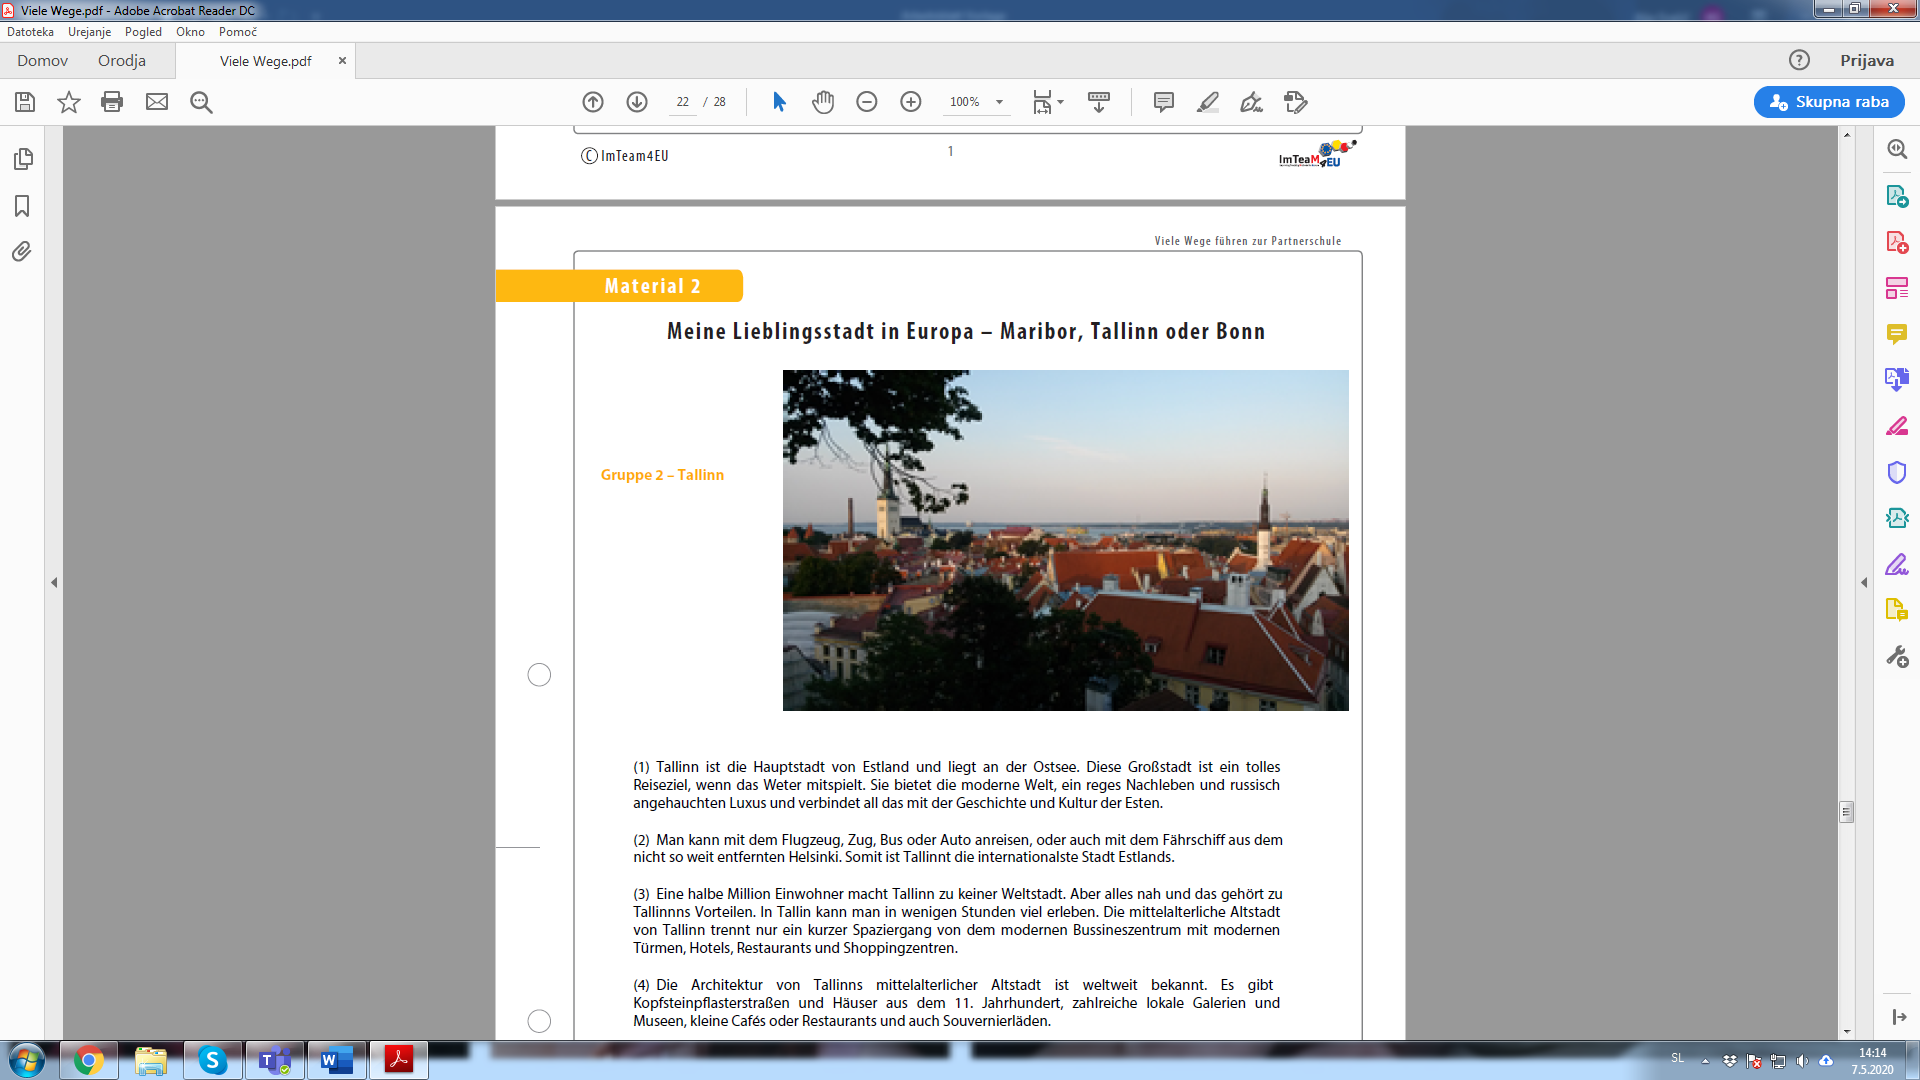 Viele Wege.pdf - Adobe Acrobat Reader DC
Datoteka Urejanje Pogled Okno Pomoč
Domov Orodja Viele Wege.pdf Prijava
22 / 28 100% Skupna raba
© ImTeam4EU 1 ImTeaM4EU
Viele Wege führen zur Partnerschule
Material 2
Meine Lieblingsstadt in Europa – Maribor, Tallinn oder Bonn
Gruppe 2 – Tallinn
(1) Tallinn ist die Hauptstadt von Estland und liegt an der Ostsee. Diese Großstadt ist ein tolles
Reiseziel, wenn das Weter mitspielt. Sie bietet die moderne Welt, ein reges Nachleben und russisch
angehauchten Luxus und verbindet all das mit der Geschichte und Kultur der Esten.
(2) Man kann mit dem Flugzeug, Zug, Bus oder Auto anreisen, oder auch mit dem Fährschiff aus dem
nicht so weit entfernten Helsinki. Somit ist Tallinnt die internationalste Stadt Estlands.
(3) Eine halbe Million Einwohner macht Tallinn zu keiner Weltstadt. Aber alles nah und das gehört zu
Tallinnns Vorteilen. In Tallin kann man in wenigen Stunden viel erleben. Die mittelalterliche Altstadt
von Tallinn trennt nur ein kurzer Spaziergang von dem modernen Bussineszentrum mit modernen
Türmen, Hotels, Restaurants und Shoppingzentren.
(4) Die Architektur von Tallinns mittelalterlicher Altstadt ist weltweit bekannt. Es gibt
Kopfsteinpflasterstraßen und Häuser aus dem 11. Jahrhundert, zahlreiche lokale Galerien und
Museen, kleine Cafés oder Restaurants und auch Souvernierläden.
SL 14:14
7.5.2020